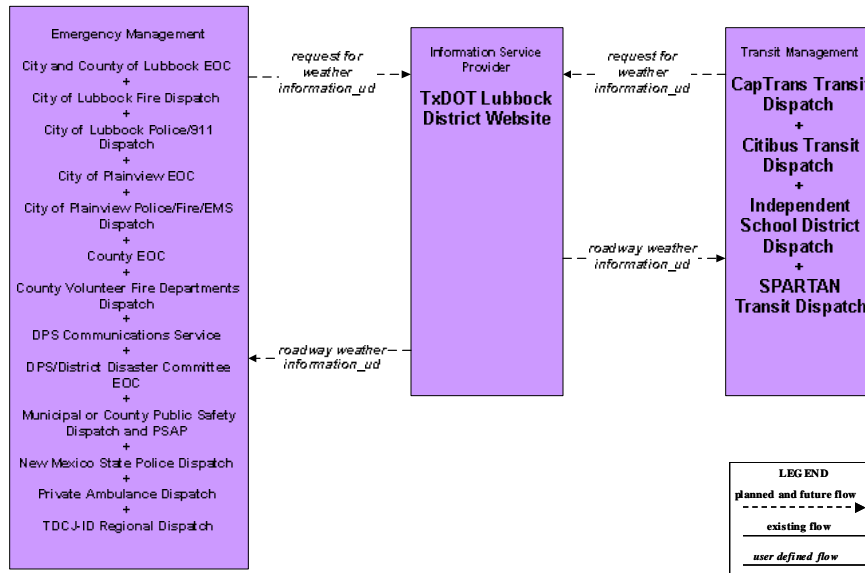 Emergency Management
City and County of Lubbock EOC
+
City of Lubbock Fire Dispatch
+
City of Lubbock Police/911
Dispatch
+
City of Plainview EOC
+
City of Plainview Police/Fire/EMS
Dispatch
+
County EOC
+
County Volunteer Fire Departments
Dispatch
+
DPS Communications Service
+
DPS/District Disaster Committee
EOC
+
Municipal or County Public Safety
Dispatch and PSAP
+
New Mexico State Police Dispatch
+
Private Ambulance Dispatch
+
TDCJ-ID Regional Dispatch
request for
weather
information_ud
roadway weather
information_ud
Information Service
Provider
TxDOT Lubbock
District Website
request for
weather
information_ud
roadway weather
information_ud
Transit Management
CapTrans Transit
Dispatch
+
Citibus Transit
Dispatch
+
Independent
School District
Dispatch
+
SPARTAN
Transit Dispatch
LEGEND
planned and future flow
existing flow
user defined flow